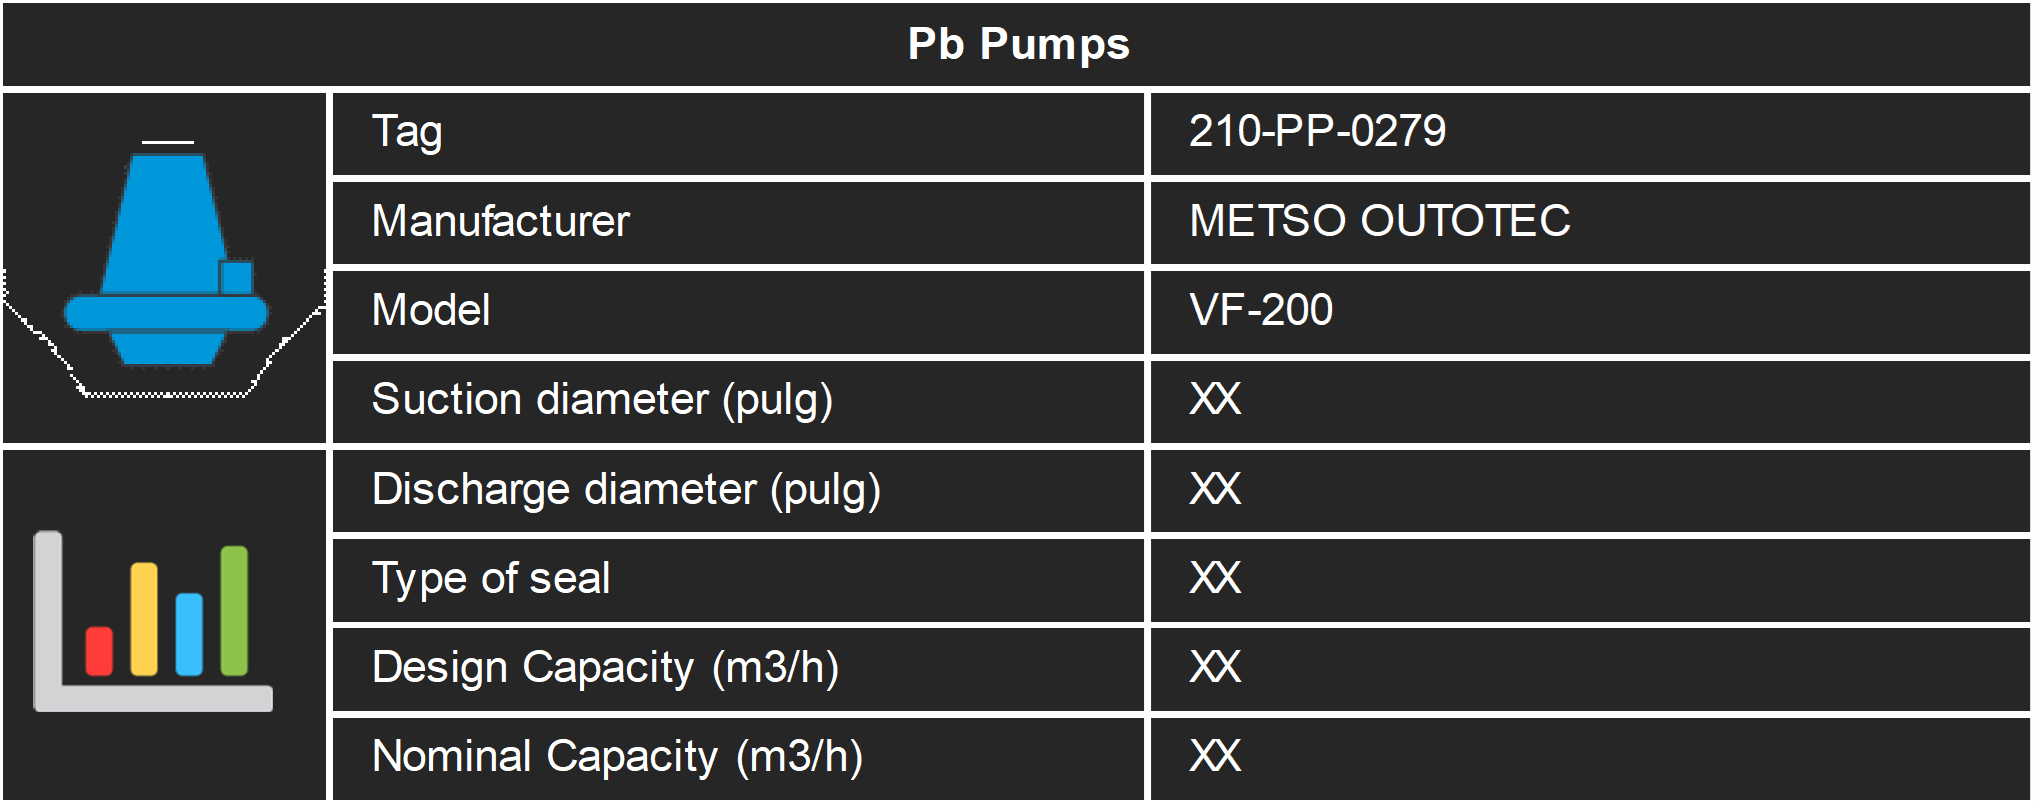 Pb Pumps
Tag 210-PP-0279
Manufacturer METSO OUTOTEC
Model VF-200
Suction diameter (pulg) XX
Discharge diameter (pulg) XX
Type of seal XX
Design Capacity (m3/h) XX
Nominal Capacity (m3/h) XX